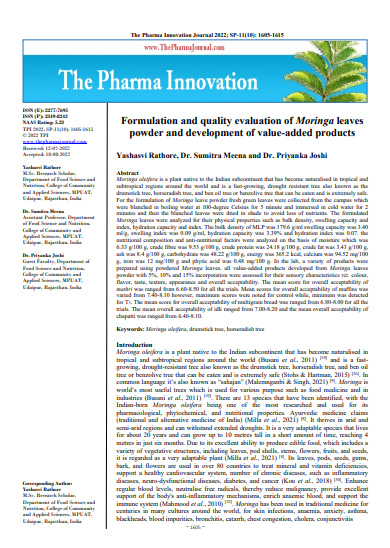 The Pharma Innovation Journal 2022; SP-11(10): 1605-1615
www.ThePharmaJournal.com
The Pharma Innovation
ISSN (E): 2277-7695
ISSN (P): 2349-8242
NAAS Rating: 5.23
TPI 2022; SP-11(10): 1605-1615
© 2022 TPI
www.thepharmajournal.com
Received: 12-07-2022
Accepted: 18-08-2022
Yashasvi Rathore
M.Sc. Research Scholar,
Department of Food Science and
Nutrition, College of Community
and Applied Sciences, MPUAT,
Udaipur, Rajasthan, India
Dr. Sumitra Meena
Assistant Professor, Department
of Food Science and Nutrition,
College of Community and
Applied Sciences, MPUAT,
Udaipur, Rajasthan, India
Dr. Priyanka Joshi
Guest Faculty, Department of
Food Science and Nutrition,
College of Community and
Applied Sciences, MPUAT,
Udaipur, Rajasthan, India
Corresponding Author:
Yashasvi Rathore
M.Sc. Research Scholar,
Department of Food Science and
Nutrition, College of Community
and Applied Sciences, MPUAT,
Udaipur, Rajasthan, India
Formulation and quality evaluation of Moringa leaves
powder and development of value-added products
Yashasvi Rathore, Dr. Sumitra Meena and Dr. Priyanka Joshi
Abstract
Moringa oleifera is a plant native to the Indian subcontinent that has become naturalised in tropical and
subtropical regions around the world and is a fast-growing, drought resistant tree also known as the
drumstick tree, horseradish tree, and ben oil tree or benzolive tree that can be eaten and is extremely safe.
For the formulation of Moringa leaves powder fresh green leaves were collected from the campus which
were blanched in boiling water at 100-degree Celsius for 5 minute and immersed in cold water for 2
minutes and then the blanched leaves were dried in shade to avoid loss of nutrients. The formulated
Moringa leaves were analyzed for their physical properties such as bulk density, swelling capacity and
index, hydration capacity and index. The bulk density of MLP was 179.6 g/ml swelling capacity was 3.40
ml/g, swelling index was 0.09 g/ml, hydration capacity was 3.39% and hydration index was 0.07. the
nutritional composition and anti-nutritional factors were analyzed on the basis of moisture which was
6.33 g/100 g, crude fibre was 9.53 g/100 g, crude protein was 24.18 g/100 g, crude fat was 3.43 g/100 g,
ash was 8.4 g/100 g, carbohydrate was 48.22 g/100 g, energy was 365.2 kcal, calcium was 94.52 mg/100
g, iron was 12 mg/100 g and phytic acid was 0.48 mg/100 g. In the lab, a variety of products were
prepared using powdered Moringa leaves. all value-added products developed from Moringa leaves
powder with 5%, 10% and 15% incorporation were assessed for their sensory characteristics viz. colour,
flavor, taste, texture, appearance and overall acceptability. The mean score for overall acceptability of
mathri was ranged from 6.60-8.50 for all the trials. Mean scores for overall acceptability of muffins was
varied from 7.40-8.10 however, maximum scores were noted for control while, minimum was detected
for T3. The mean score for overall acceptability of multigrain bread was ranged from 6.80-8.00 for all the
trials. The mean overall acceptability of idli ranged from 7.00-8.20 and the mean overall acceptability of
chapatti was ranged from 6.40-8.10.
Keywords: Moringa oleifera, drumstick tree, horseradish tree
Introduction
Moringa oleifera is a plant native to the Indian subcontinent that has become naturalised in
tropical and subtropical regions around the world (Busani et al., 2011) and is a fast-
growing, drought-resistant tree also known as the drumstick tree, horseradish tree, and ben oil
tree or benzolive tree that can be eaten and is extremely safe (Stohs & Hartman, 2015). In
common language it's also known as "sahajan" (Malemnganbi & Singh, 2021). Moringa is
world's most useful trees which is used for various purpose such as food medicine and in
industries (Busani et al., 2011). There are 13 species that have been identified, with the
Indian-born Moringa oleifera being one of the most researched and used for its
pharmacological, phytochemical, and nutritional properties. Ayurvedic medicine claims
(traditional and alternative medicine of India) (Milla et al., 2021). It thrives in arid and
semi-arid regions and can withstand extended droughts. It is a very adaptable species that lives
for about 20 years and can grow up to 10 metres tall in a short amount of time, reaching 4
metres in just six months. Due to its excellent ability to produce edible food, which includes a
variety of vegetative structures, including leaves, pod shells, stems, flowers, fruits, and seeds,
it is regarded as a very adaptable plant (Milla et al., 2021). Its leaves, pods, seeds, gums,
bark, and flowers are used in over 80 countries to treat mineral and vitamin deficiencies,
support a healthy cardiovascular system, number of chronic diseases, such as inflammatory
diseases, neuro-dysfunctional diseases, diabetes, and cancer (Kou et al., 2018). Enhance
regular blood levels, neutralise free radicals, thereby reduce malignancy, provide excellent
support of the body's anti-inflammatory mechanisms, enrich anaemic blood, and support the
immune system (Mahmood et al., 2010). Moringa has been used in traditional medicine for
centuries in many cultures around the world, for skin infections, anaemia, anxiety, asthma,
blackheads, blood impurities, bronchitis, catarrh, chest congestion, cholera, conjunctivitis
~ 1605 ~